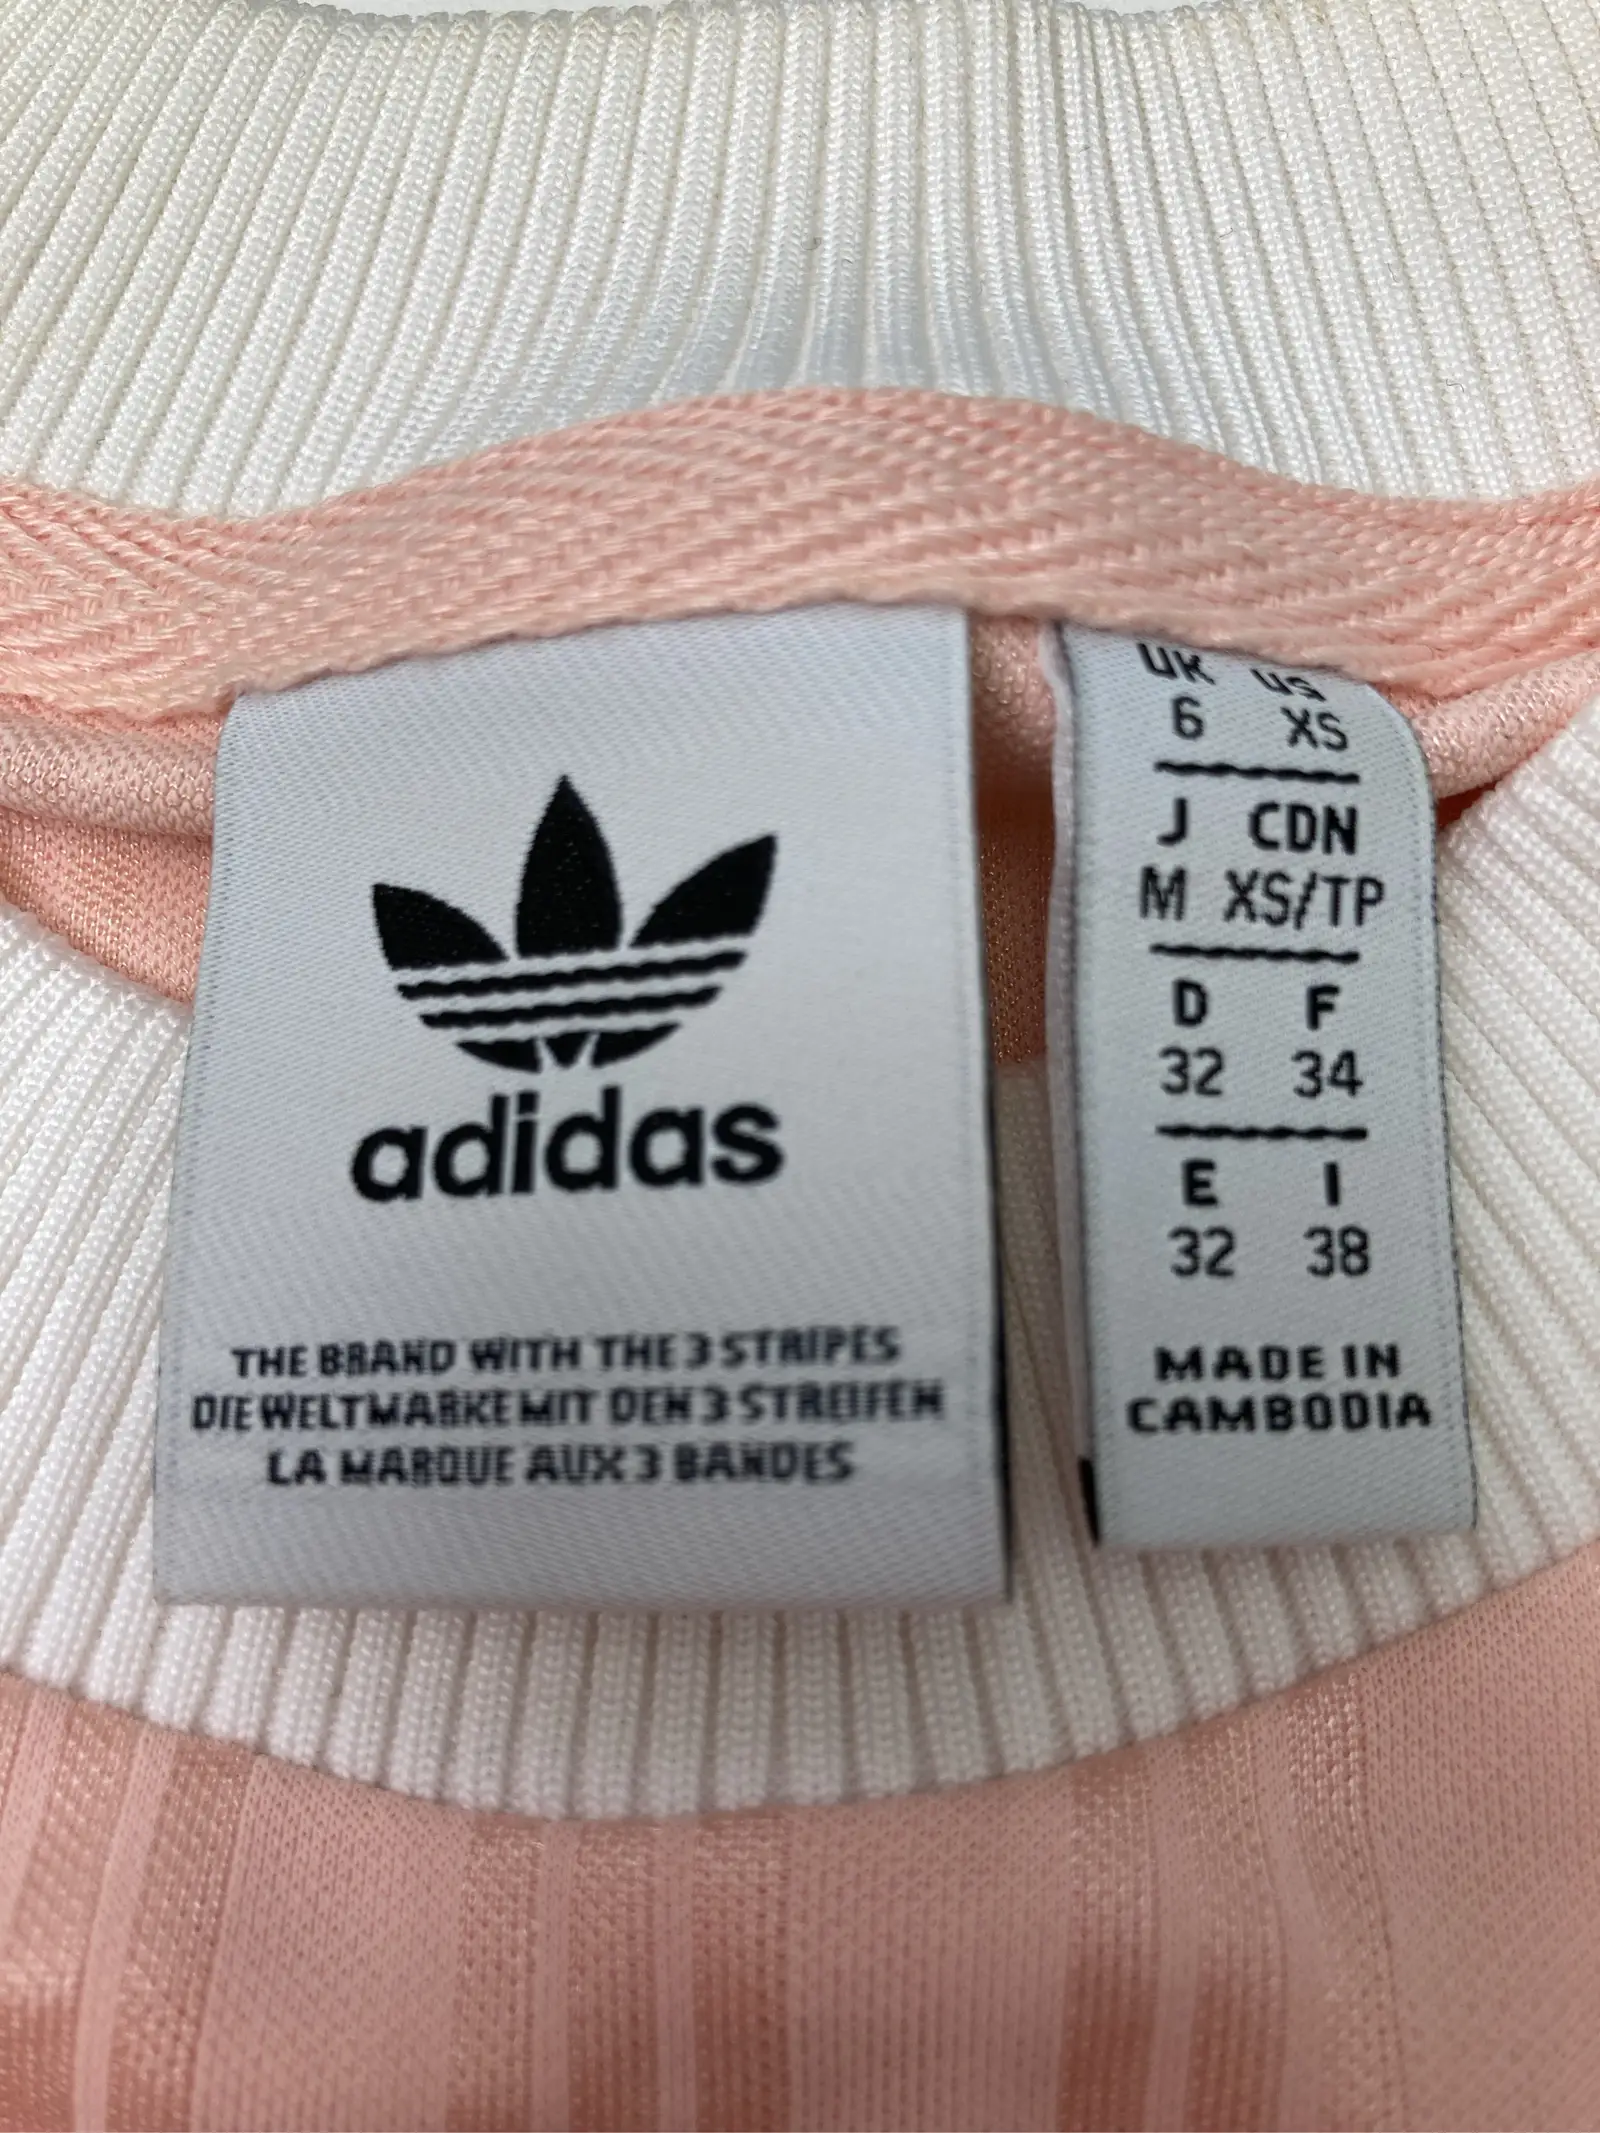 adidas
THE BRAND WITH THE 3 STRIPES
DIE WELTMARKE MIT DEN 3 STREIFEN
LA MARQUE AUX 3 BANDES
UK US
6 XS
J CDN
M XS/TP
D F
32 34
E I
32 38
MADE IN
CAMBODIA